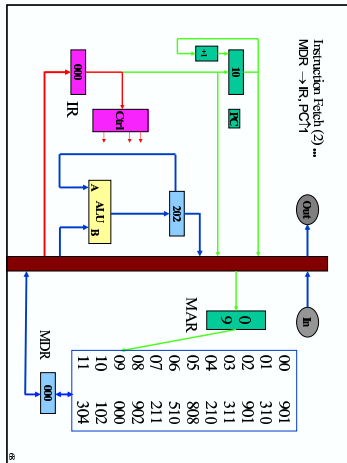 Instruction Fetch (2) ...
MDR → IR, PC↑1
Out
In
PC
10
+1
0
9
MAR
202
ALU
A
B
Ctrl
IR
000
00 901
01 310
02 901
03 311
04 210
05 808
06 510
07 211
08 902
09 000
10 102
11 304
MDR
000